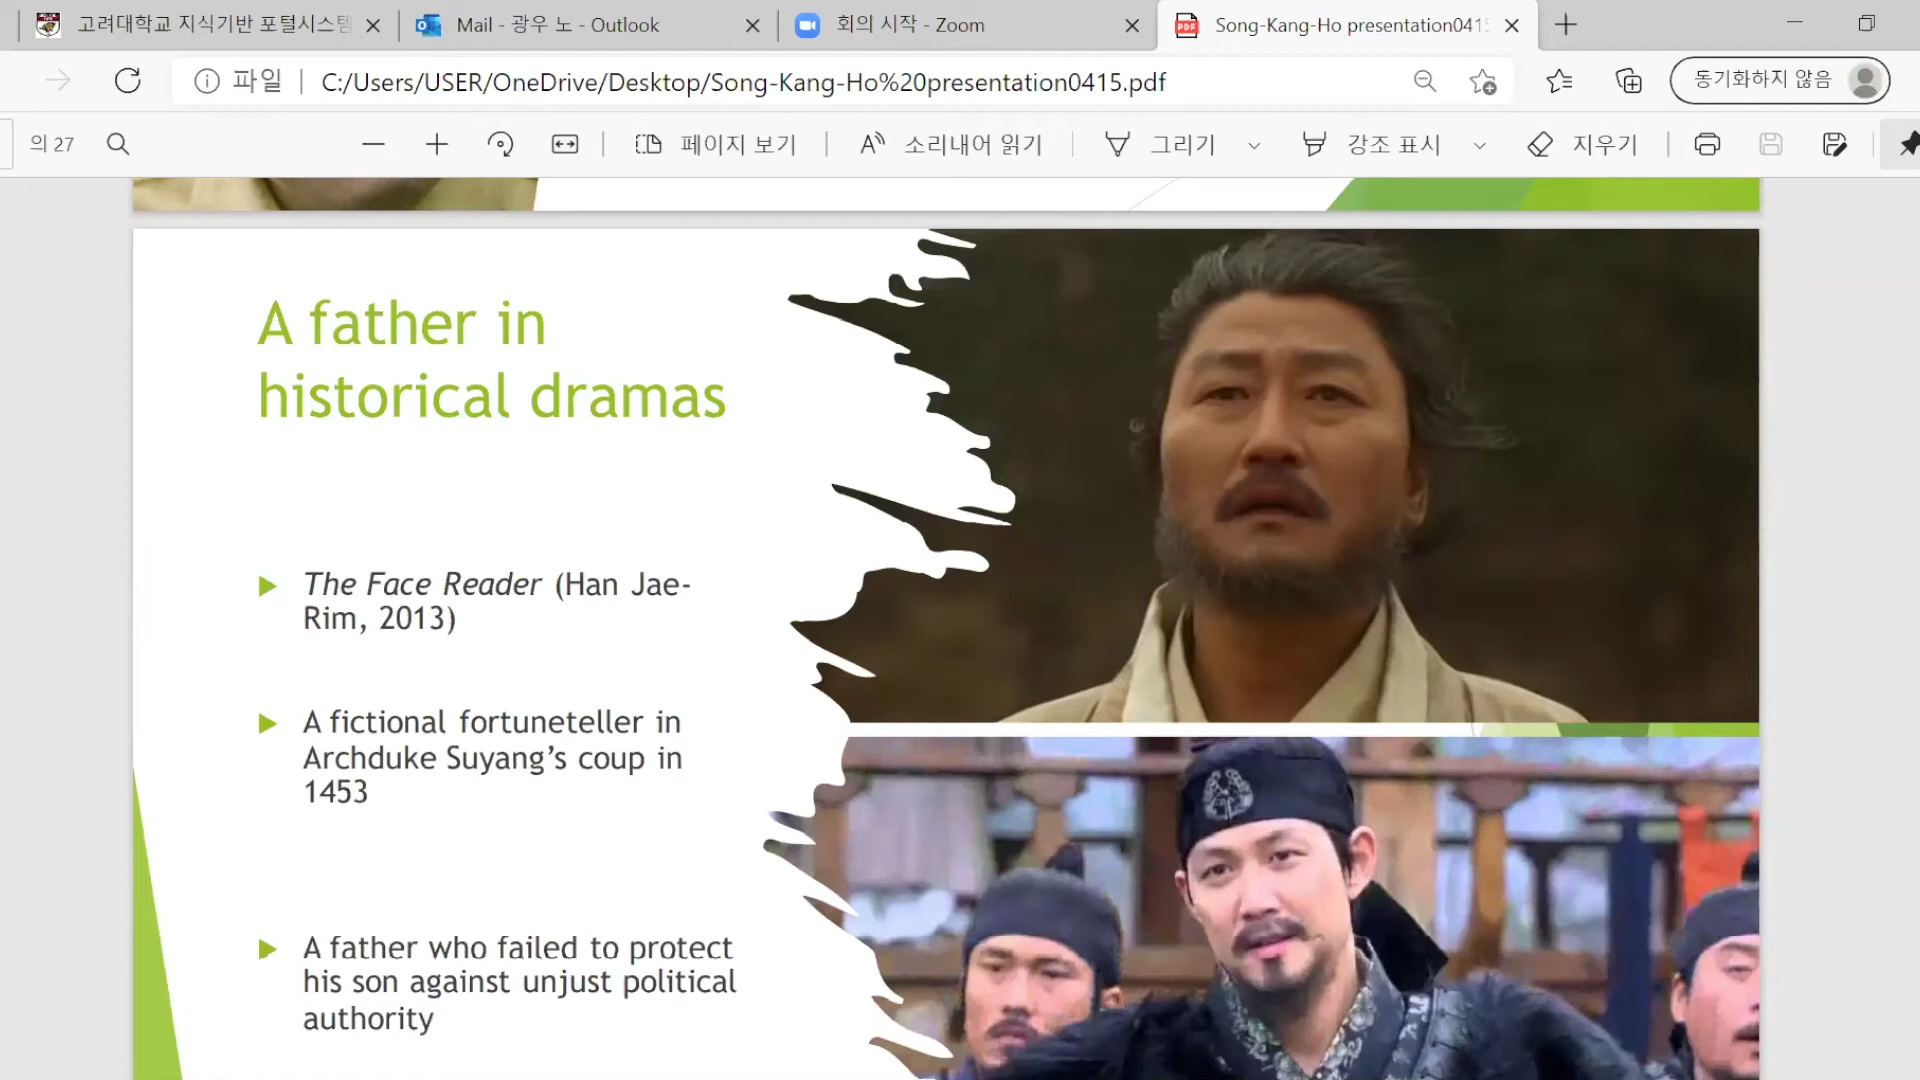 고려대학교 지식기반 포털시스템
Mail - 광우 노 - Outlook
회의 시작 - Zoom
Song-Kang-Ho presentation0415
파일
C:/Users/USER/OneDrive/Desktop/Song-Kang-Ho%20presentation0415.pdf
동기화하지 않음
의 27
페이지 보기
소리내어 읽기
그리기
강조 표시
지우기
A father in
historical dramas
The Face Reader (Han Jae-
Rim, 2013)
A fictional fortuneteller in
Archduke Suyang’s coup in
1453
A father who failed to protect
his son against unjust political
authority